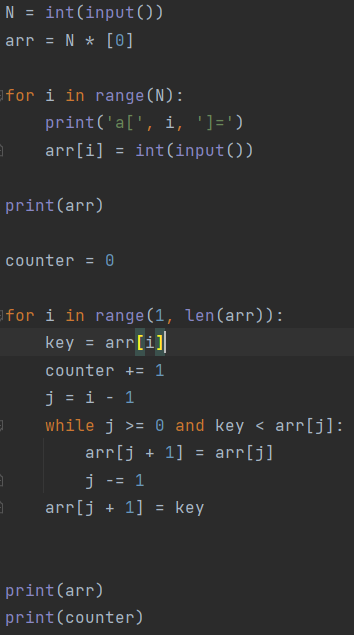 N = int(input())
arr = N * [0]
for i in range(N):
    print('a[', i, ']=')
    arr[i] = int(input())
print(arr)
counter = 0
for i in range(1, len(arr)):
    key = arr[i]
    counter += 1
    j = i - 1
    while j >= 0 and key < arr[j]:
        arr[j + 1] = arr[j]
        j -= 1
    arr[j + 1] = key
print(arr)
print(counter)